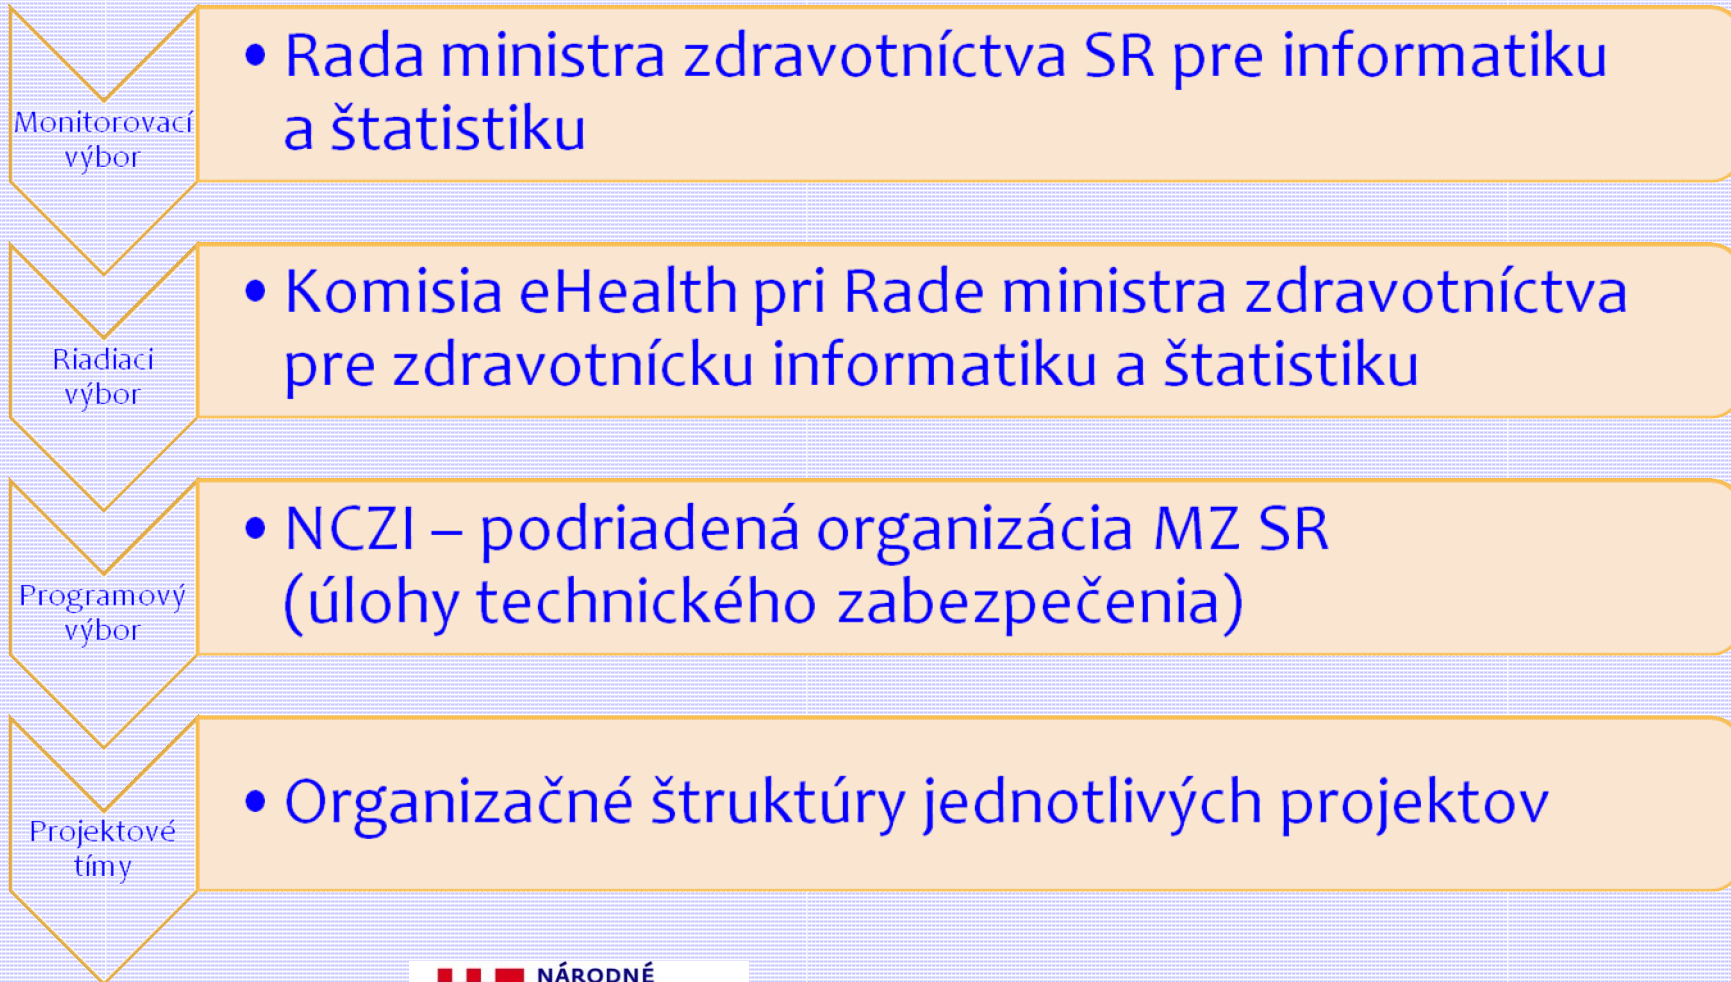 Monitorovací
výbor
• Rada ministra zdravotníctva SR pre informatiku
a štatistiku
Riadiaci
výbor
• Komisia eHealth pri Rade ministra zdravotníctva
pre zdravotnícku informatiku a štatistiku
Programový
výbor
• NCZI – podriadená organizácia MZ SR
(úlohy technického zabezpečenia)
Projektové
tímy
• Organizačné štruktúry jednotlivých projektov
NÁRODNÉ